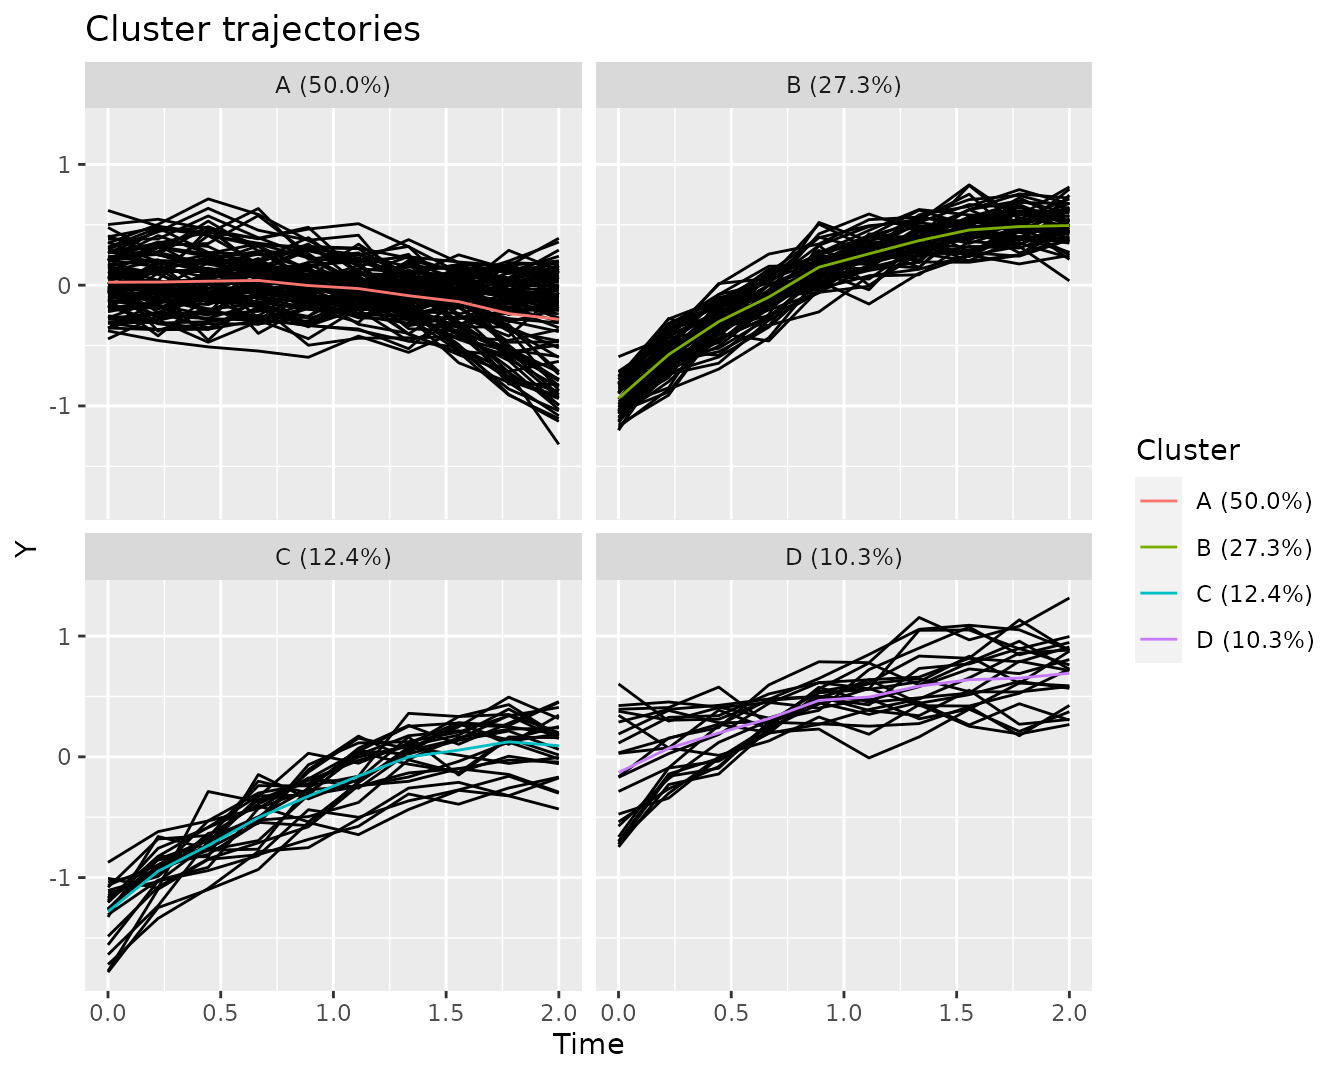 Cluster trajectories
A (50.0%)
B (27.3%)
1
0
-1
C (12.4%)
D (10.3%)
1
0
-1
0.0 0.5 1.0 1.5 2.0
0.0 0.5 1.0 1.5 2.0
Time
Y
Cluster
A (50.0%)
B (27.3%)
C (12.4%)
D (10.3%)